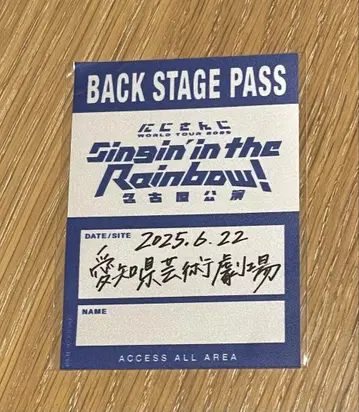 BACK STAGE PASS
にじさんじ
WORLD TOUR 2025
Singin' in the
Rainbow!
名古屋公演
DATE/SITE
2025.6.22
愛知県芸術劇場
NAME
ACCESS ALL AREA